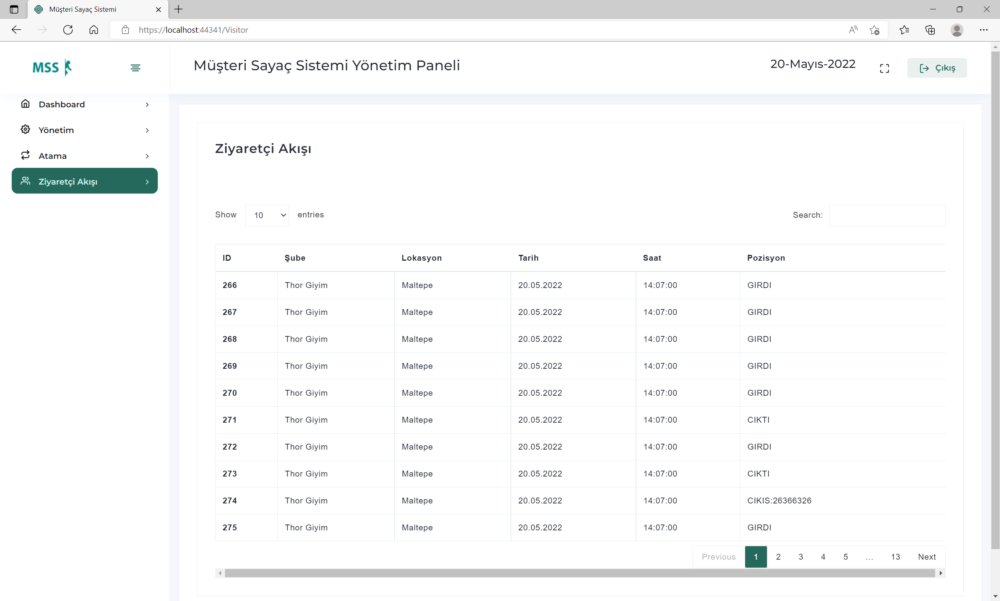 Müşteri Sayaç Sistemi
https://localhost:44341/Visitor
MSS
Müşteri Sayaç Sistemi Yönetim Paneli
20-Mayıs-2022
Çıkış
Dashboard
Yönetim
Atama
Ziyaretçi Akışı
Ziyaretçi Akışı
Show 10 entries
Search:
ID Şube Lokasyon Tarih Saat Pozisyon
266 Thor Giyim Maltepe 20.05.2022 14:07:00 GIRDI
267 Thor Giyim Maltepe 20.05.2022 14:07:00 GIRDI
268 Thor Giyim Maltepe 20.05.2022 14:07:00 GIRDI
269 Thor Giyim Maltepe 20.05.2022 14:07:00 GIRDI
270 Thor Giyim Maltepe 20.05.2022 14:07:00 GIRDI
271 Thor Giyim Maltepe 20.05.2022 14:07:00 CIKTI
272 Thor Giyim Maltepe 20.05.2022 14:07:00 GIRDI
273 Thor Giyim Maltepe 20.05.2022 14:07:00 CIKTI
274 Thor Giyim Maltepe 20.05.2022 14:07:00 CIKIS:26366326
275 Thor Giyim Maltepe 20.05.2022 14:07:00 GIRDI
Previous 1 2 3 4 5 … 13 Next